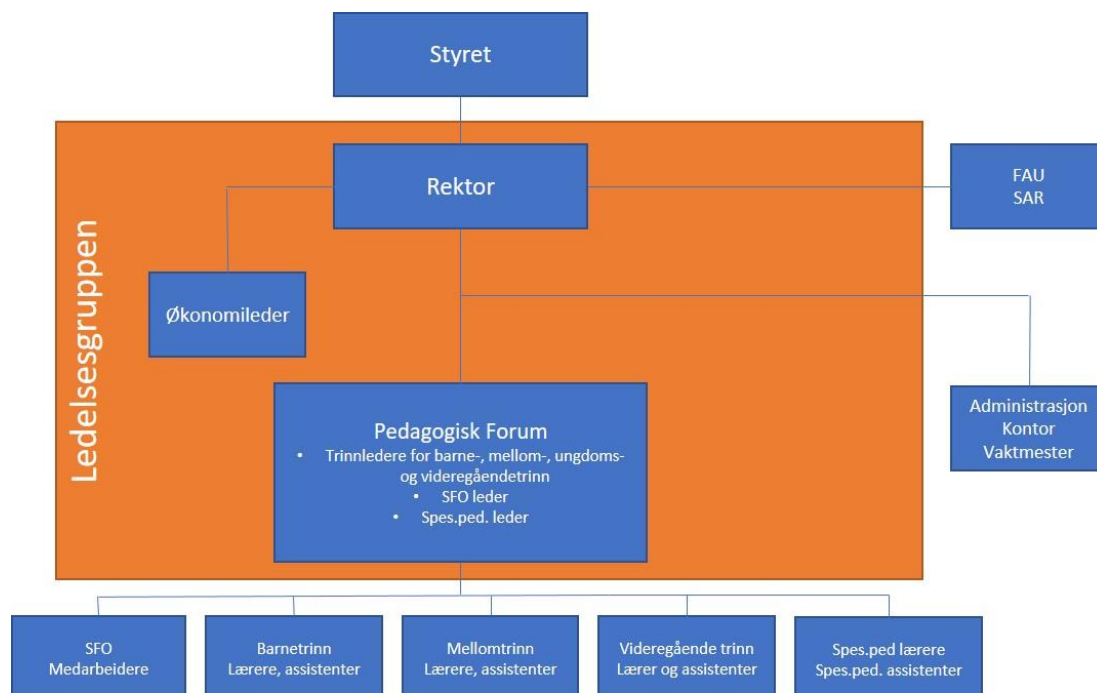 Styret
Ledelsesgruppen
Rektor
FAU
SAR
Økonomileder
Pedagogisk Forum
• Trinnledere for barne-, mellom-, ungdoms-
og videregåendetrinn
• SFO leder
• Spes.ped. leder
Administrasjon
Kontor
Vaktmester
SFO
Medarbeidere
Barnetrinn
Lærere, assistenter
Mellomtrinn
Lærere, assistenter
Videregående trinn
Lærer og assistenter
Spes.ped lærere
Spes.ped. assistenter